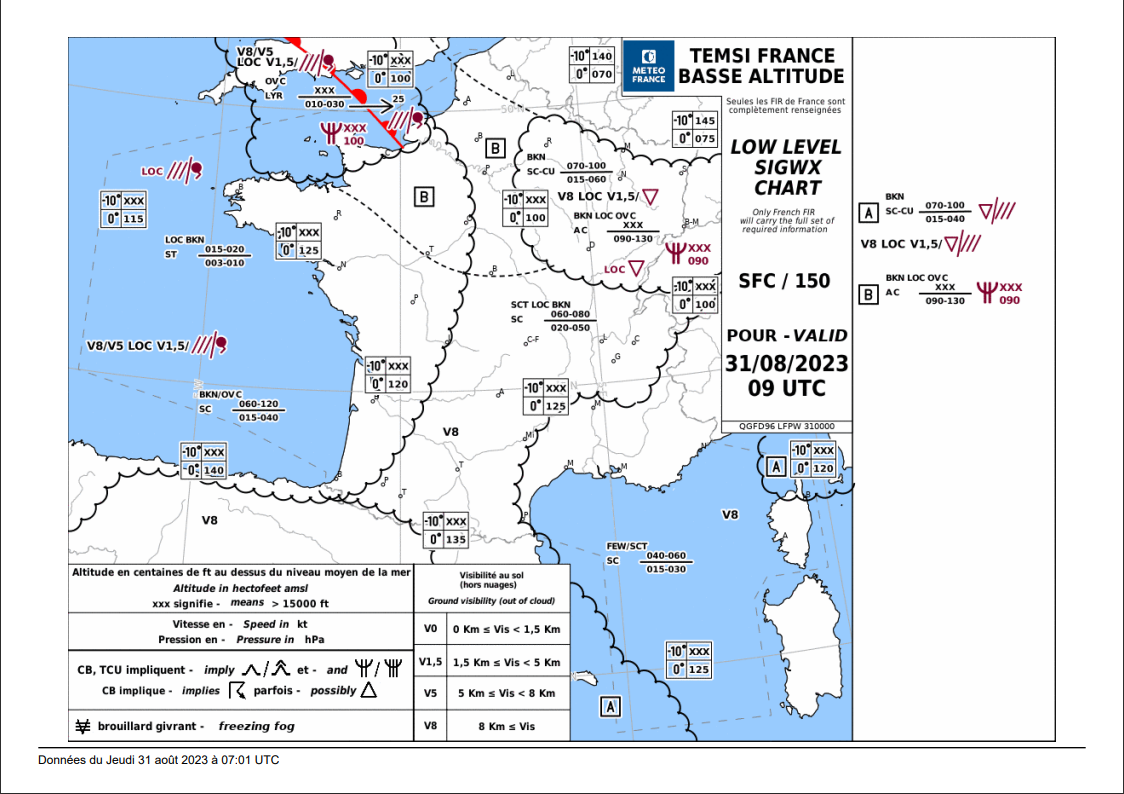 V8/V5
LOC V1,5/
OVC
LYR
XXX
010-030
25
-10° XXX
0° 100
XXX
100
-10° 140
0° 070
METEO
FRANCE
TEMSI FRANCE
BASSE ALTITUDE
Seules les FIR de France sont
complètement renseignées
LOW LEVEL
SIGWX
CHART
Only French FIR
will carry the full set of
required information
SFC / 150
POUR - VALID
31/08/2023
09 UTC
QGFD96 LFPW 310000
-10° 145
0° 075
LOC
-10° XXX
0° 115
LOC BKN
ST
015-020
003-010
-10° XXX
0° 125
B
B
BKN
SC-CU
070-100
015-060
V8 LOC V1,5/
-10° XXX
0° 100
BKN LOC OVC
AC
XXX
090-130
LOC
XXX
090
-10° XXX
0° 100
SCT LOC BKN
SC
060-080
020-050
V8/V5 LOC V1,5/
BKN/OVC
SC
060-120
015-040
-10° XXX
0° 120
-10° XXX
0° 125
V8
-10° XXX
0° 140
V8
-10° XXX
0° 135
A
-10° XXX
0° 120
V8
FEW/SCT
SC
040-060
015-030
-10° XXX
0° 125
A
A
BKN
SC-CU
070-100
015-040
V8 LOC V1,5/
B
BKN LOC OVC
AC
XXX
090-130
XXX
090
Altitude en centaines de ft au dessus du niveau moyen de la mer
Altitude in hectofeet amsl
xxx signifie - means > 15000 ft
Vitesse en - Speed in kt
Pression en - Pressure in hPa
CB, TCU impliquent - imply / et - and /
CB implique - implies parfois - possibly
brouillard givrant - freezing fog
Visibilité au sol
(hors nuages)
Ground visibility (out of cloud)
V0 0 Km ≤ Vis < 1,5 Km
V1,5 1,5 Km ≤ Vis < 5 Km
V5 5 Km ≤ Vis < 8 Km
V8 8 Km ≤ Vis
Données du Jeudi 31 août 2023 à 07:01 UTC